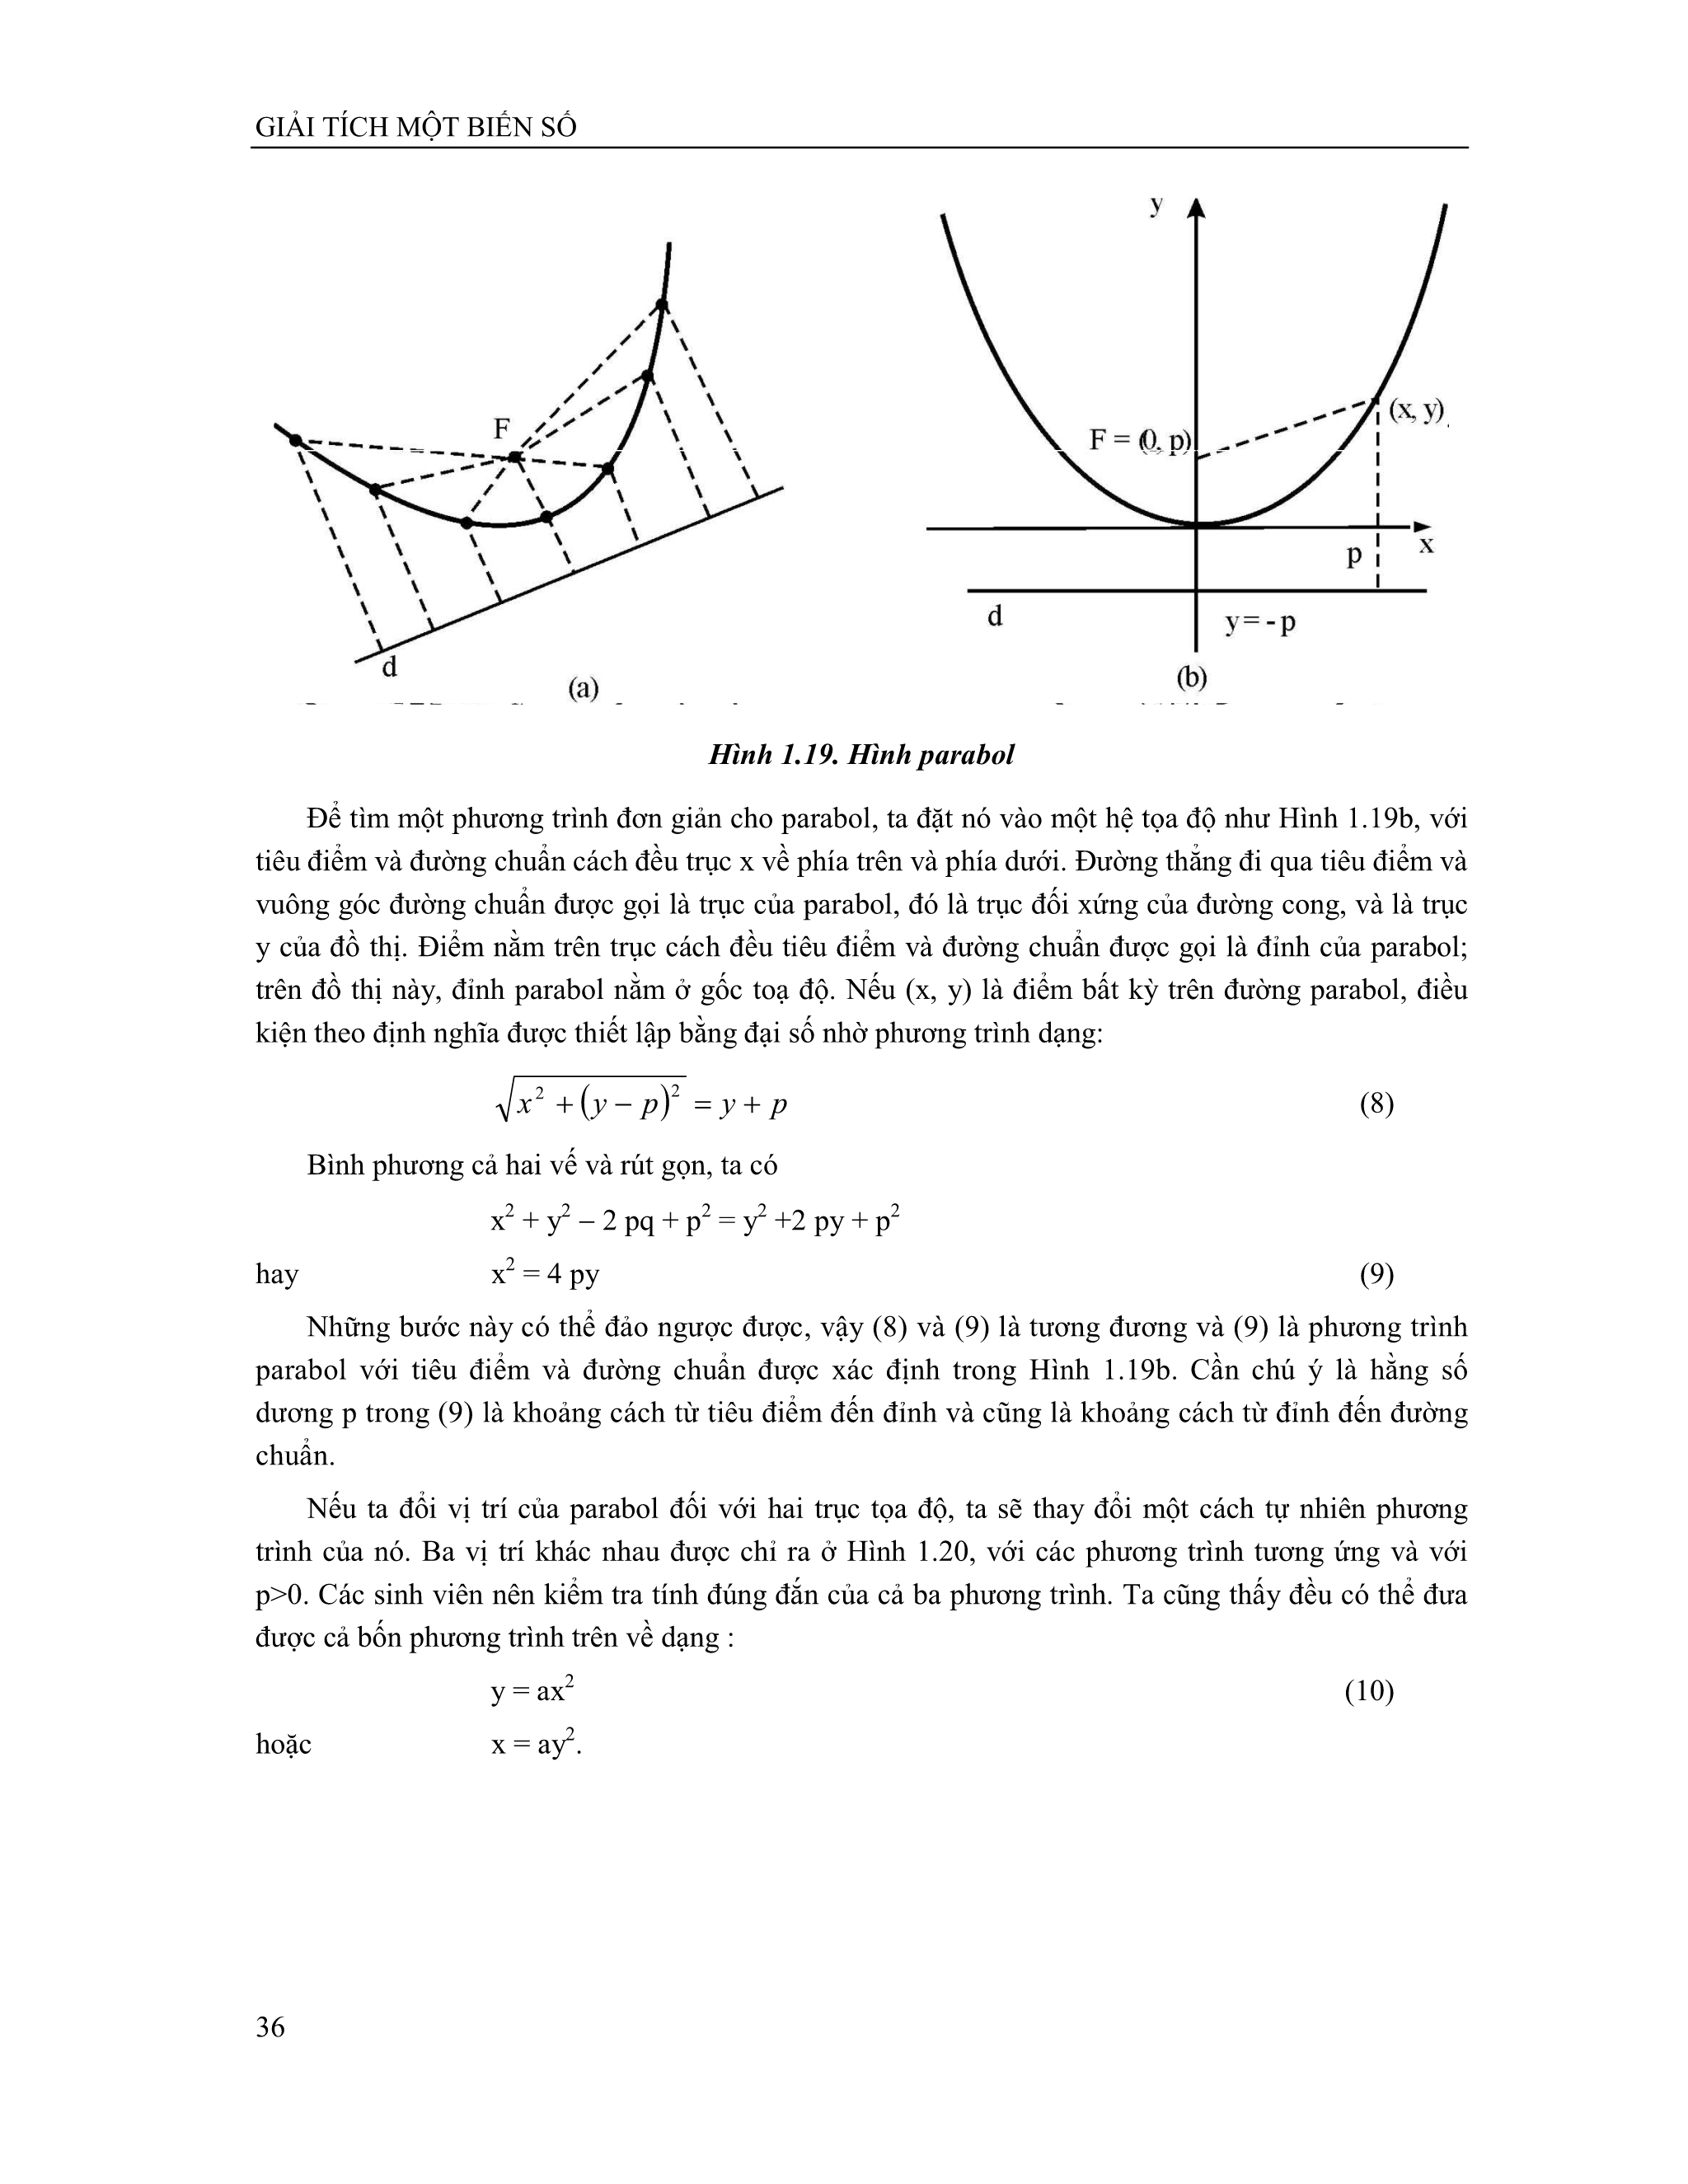 GIẢI TÍCH MỘT BIẾN SỐ
F
d
(a)
y
(x, y)
F = (0, p)
x
p
d
y = - p
(b)
Hình 1.19. Hình parabol
Để tìm một phương trình đơn giản cho parabol, ta đặt nó vào một hệ tọa độ như Hình 1.19b, với
tiêu điểm và đường chuẩn cách đều trục x về phía trên và phía dưới. Đường thẳng đi qua tiêu điểm và
vuông góc đường chuẩn được gọi là trục của parabol, đó là trục đối xứng của đường cong, và là trục
y của đồ thị. Điểm nằm trên trục cách đều tiêu điểm và đường chuẩn được gọi là đỉnh của parabol;
trên đồ thị này, đỉnh parabol nằm ở gốc toạ độ. Nếu (x, y) là điểm bất kỳ trên đường parabol, điều
kiện theo định nghĩa được thiết lập bằng đại số nhờ phương trình dạng:
√(x² + (y − p)²) = y + p (8)
Bình phương cả hai vế và rút gọn, ta có
x² + y² – 2 pq + p² = y² +2 py + p²
hay x² = 4 py (9)
Những bước này có thể đảo ngược được, vậy (8) và (9) là tương đương và (9) là phương trình
parabol với tiêu điểm và đường chuẩn được xác định trong Hình 1.19b. Cần chú ý là hằng số
dương p trong (9) là khoảng cách từ tiêu điểm đến đỉnh và cũng là khoảng cách từ đỉnh đến đường
chuẩn.
Nếu ta đổi vị trí của parabol đối với hai trục tọa độ, ta sẽ thay đổi một cách tự nhiên phương
trình của nó. Ba vị trí khác nhau được chỉ ra ở Hình 1.20, với các phương trình tương ứng và với
p>0. Các sinh viên nên kiểm tra tính đúng đắn của cả ba phương trình. Ta cũng thấy đều có thể đưa
được cả bốn phương trình trên về dạng :
y = ax² (10)
hoặc x = ay².
36